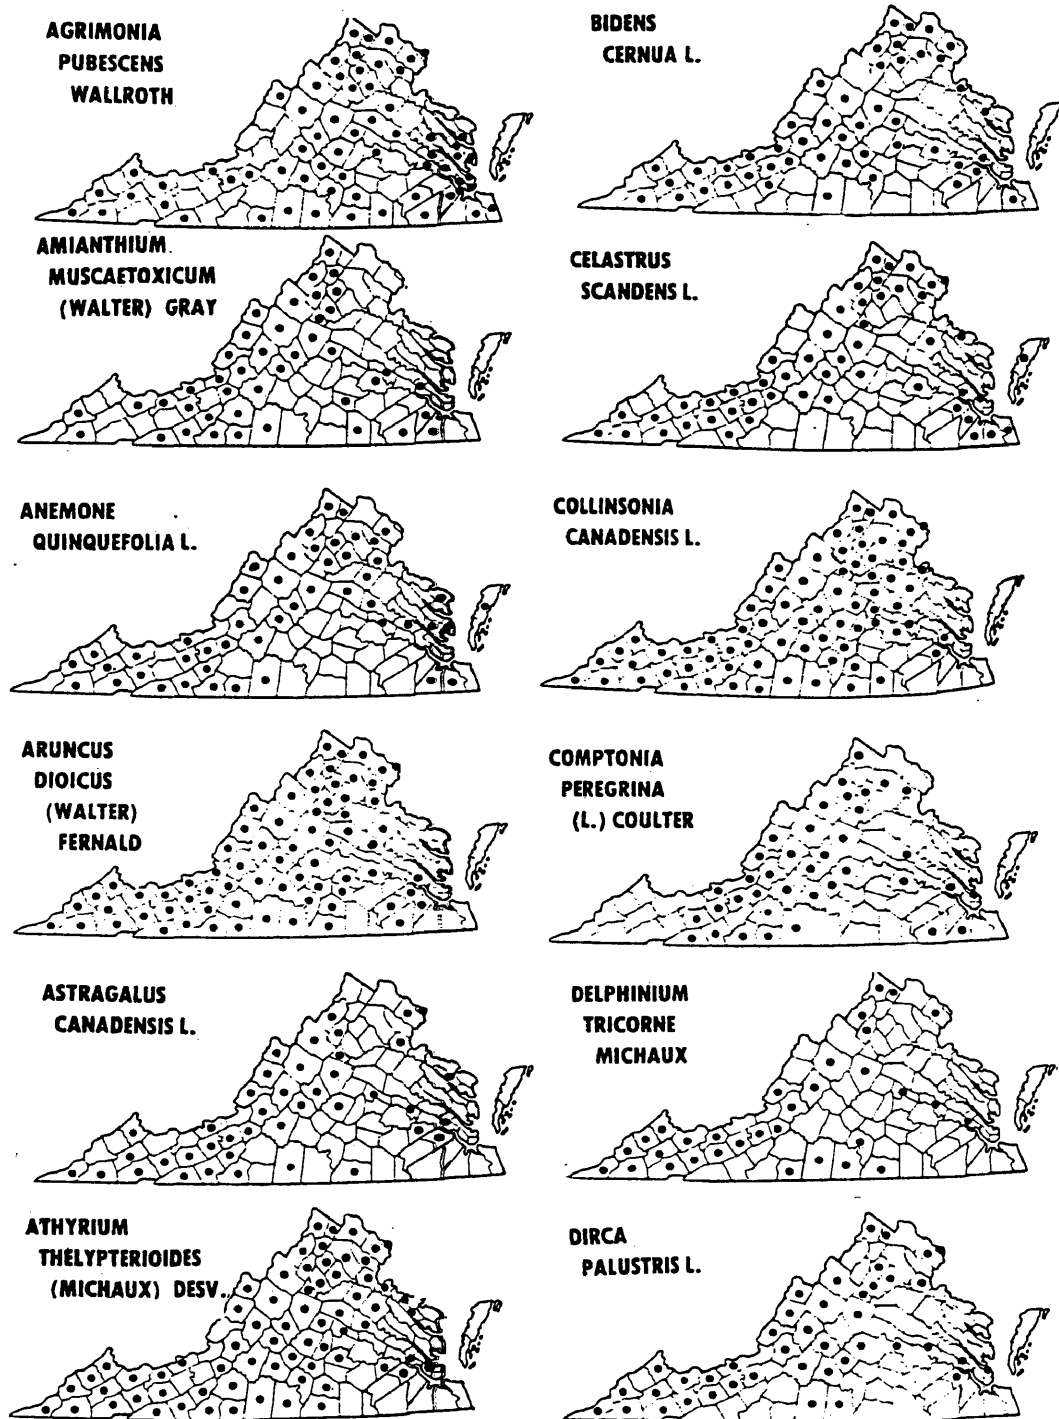 AGRIMONIA
PUBESCENS
WALLROTH
AMIANTHIUM
MUSCAETOXICUM
(WALTER) GRAY
ANEMONE
QUINQUEFOLIA L.
ARUNCUS
DIOICUS
(WALTER)
FERNALD
ASTRAGALUS
CANADENSIS L.
ATHYRIUM
THELYPTERIOIDES
(MICHAUX) DESV.
BIDENS
CERNUA L.
CELASTRUS
SCANDENS L.
COLLINSONIA
CANADENSIS L.
COMPTONIA
PEREGRINA
(L.) COULTER
DELPHINIUM
TRICORNE
MICHAUX
DIRCA
PALUSTRIS L.